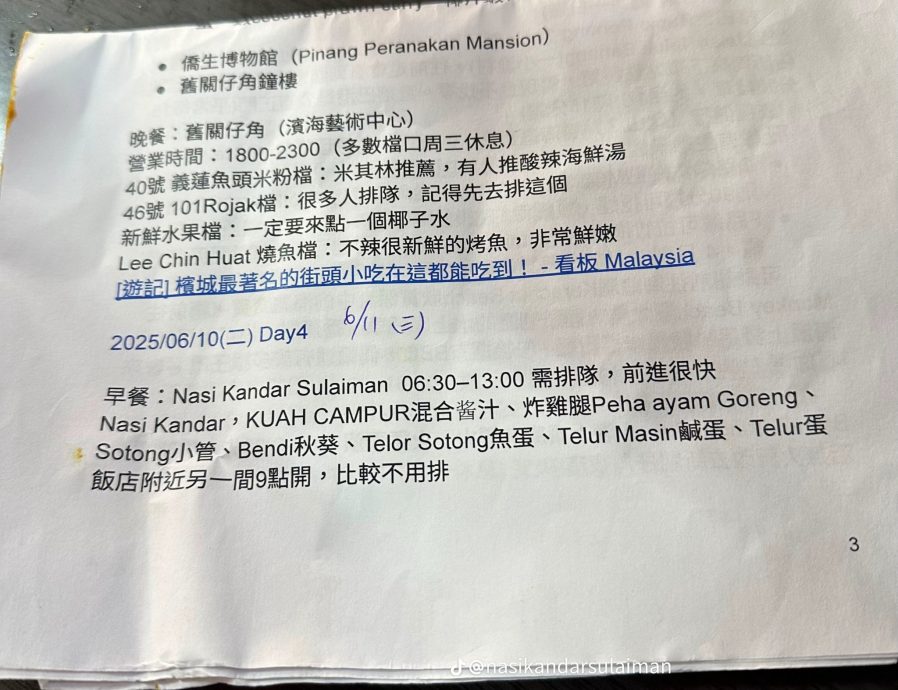 • 僑生博物館（Pinang Peranakan Mansion）
• 舊關仔角鐘樓
晚餐：舊關仔角（濱海藝術中心）
營業時間：1800-2300（多數檔口周三休息）
40號 義蓮魚頭米粉檔：米其林推薦，有人推酸辣海鮮湯
46號 101Rojak檔：很多人排隊，記得先去排這個
新鮮水果檔：一定要來點一個椰子水
Lee Chin Huat 燒魚檔：不辣很新鮮的烤魚，非常鮮嫩
[遊記] 檳城最著名的街頭小吃在這都能吃到！ - 看板 Malaysia
2025/06/10(二) Day4 6/11 (三)
早餐：Nasi Kandar Sulaiman 06:30–13:00 需排隊，前進很快
Nasi Kandar，KUAH CAMPUR混合酱汁、炸雞腿Peha ayam Goreng、
Sotong小管、Bendi秋葵、Telor Sotong魚蛋、Telur Masin鹹蛋、Telur蛋
飯店附近另一間9點開，比較不用排
3
@nasikandarsulaiman